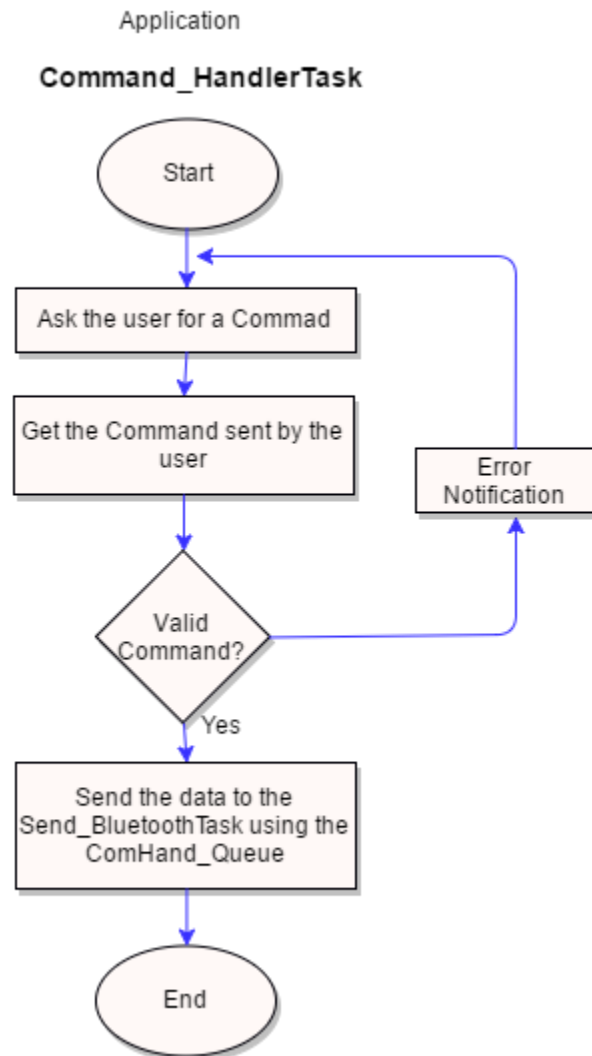 Application
Command_HandlerTask
Start
Ask the user for a Commad
Get the Command sent by the
user
Error
Notification
Valid
Command?
Yes
Send the data to the
Send_BluetoothTask using the
ComHand_Queue
End